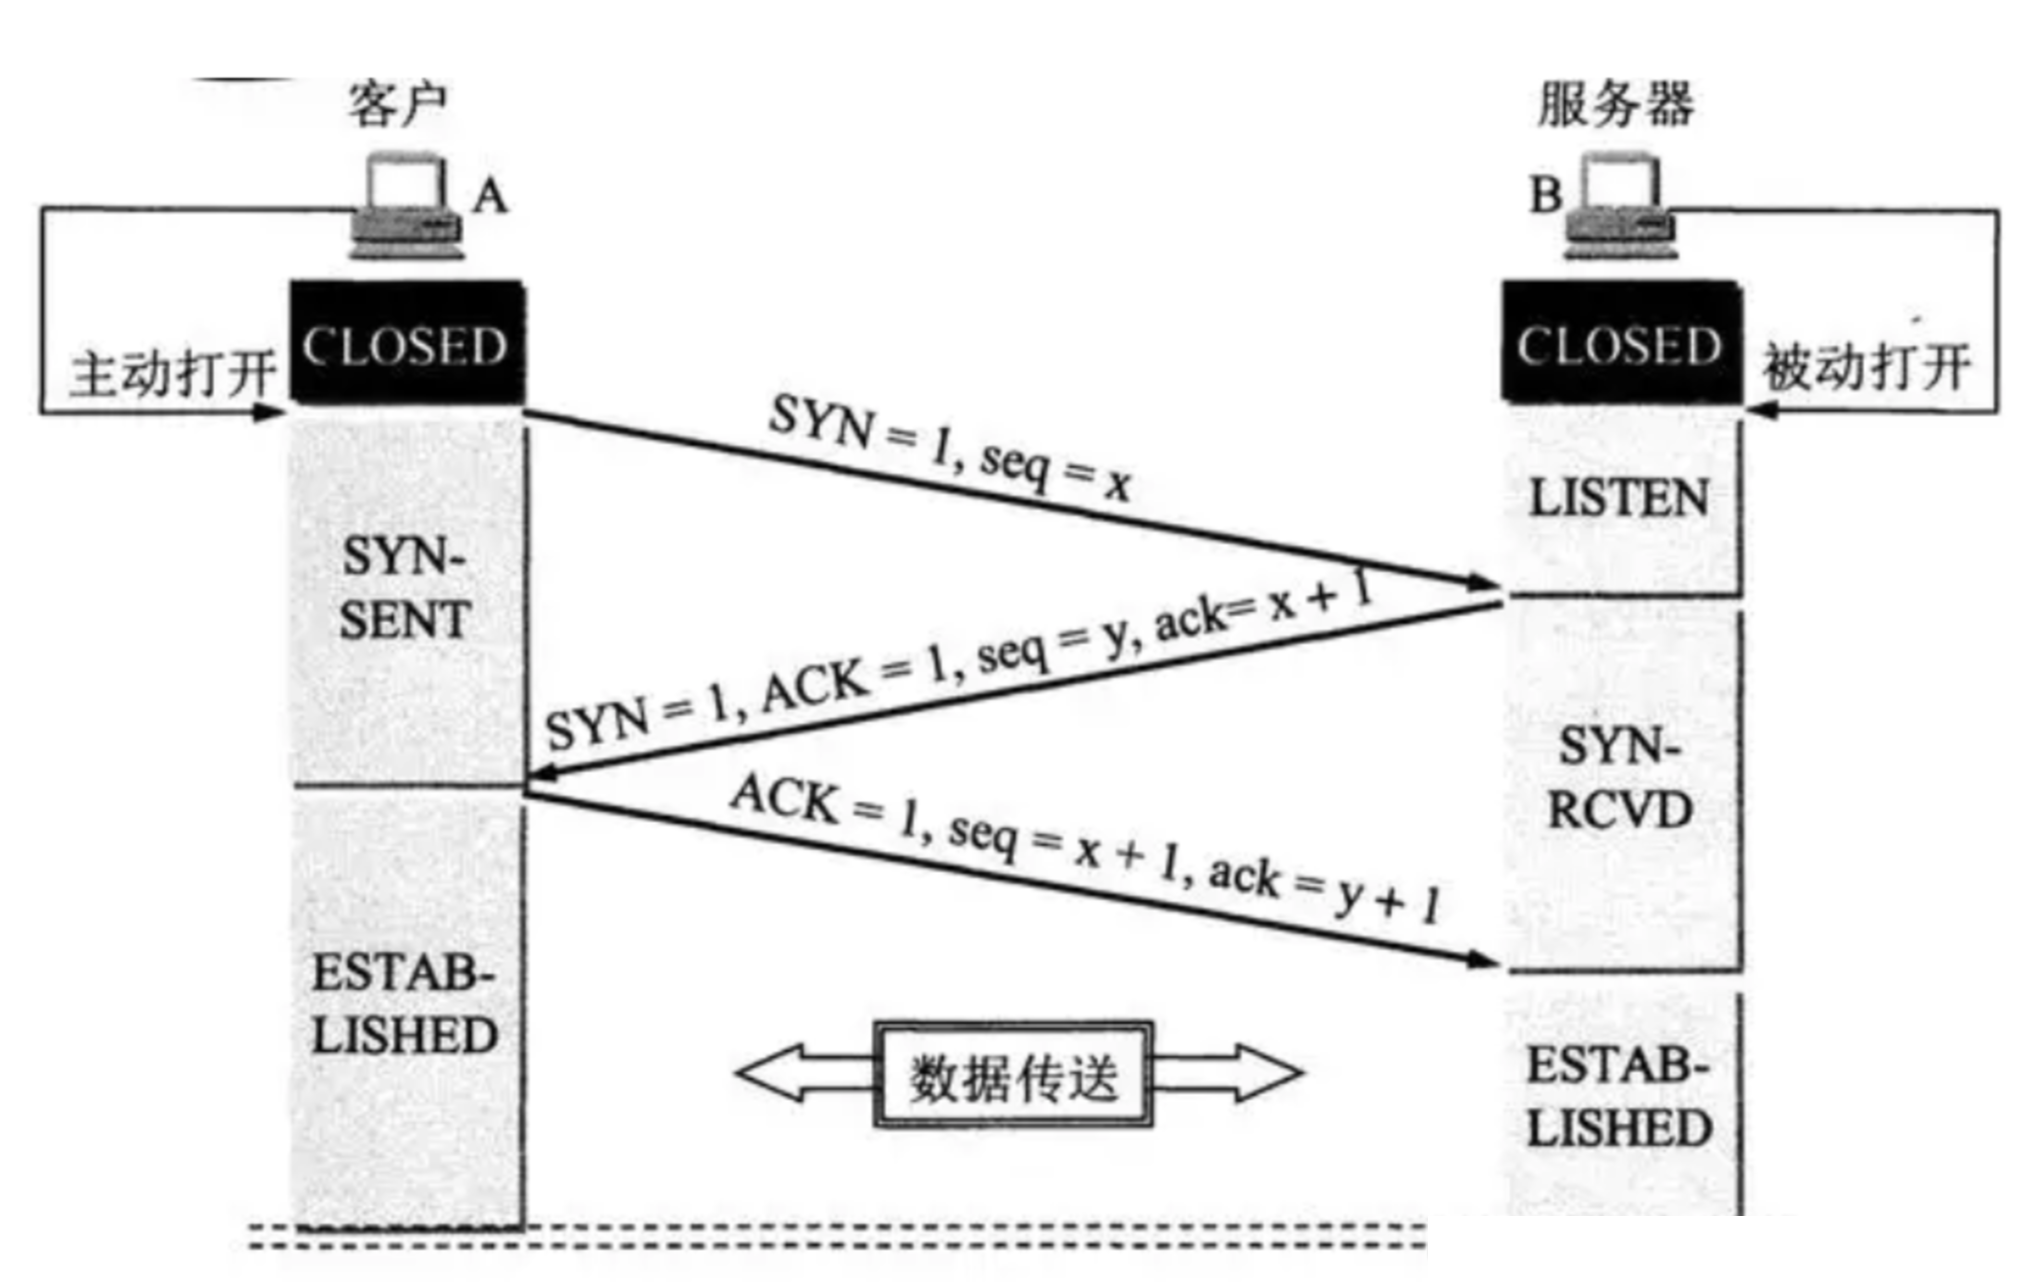 客户
服务器
A
B
CLOSED
CLOSED
主动打开
被动打开
SYN = 1, seq = x
LISTEN
SYN-
SENT
SYN = 1, ACK = 1, seq = y, ack= x + 1
SYN-
RCVD
ACK = 1, seq = x + 1, ack = y + 1
ESTAB-
LISHED
数据传送
ESTAB-
LISHED